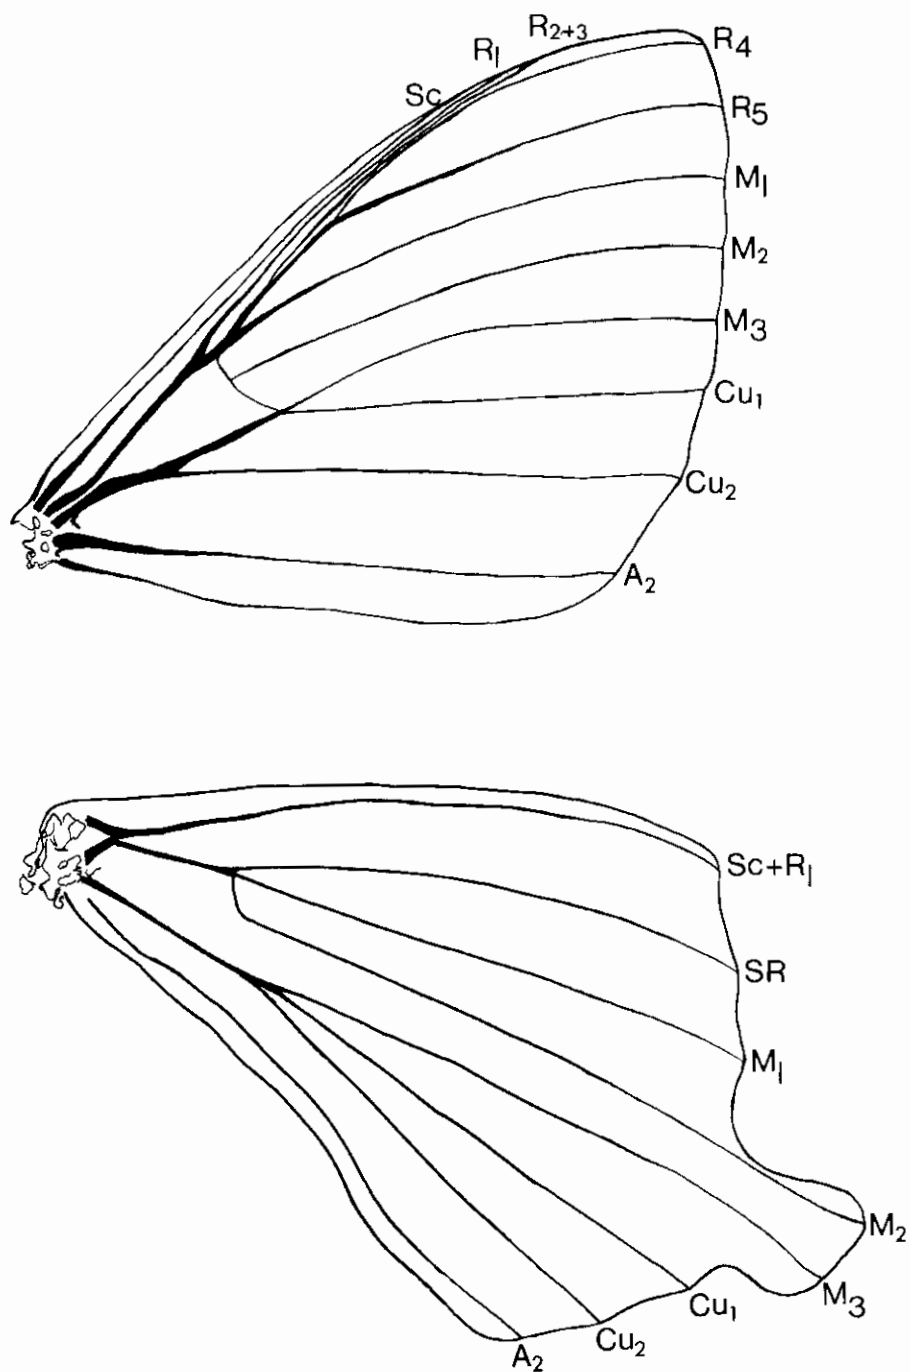 Sc
R₁
R₂₊₃
R₄
R₅
M₁
M₂
M₃
Cu₁
Cu₂
A₂
Sc+R₁
SR
M₁
M₂
M₃
Cu₁
Cu₂
A₂